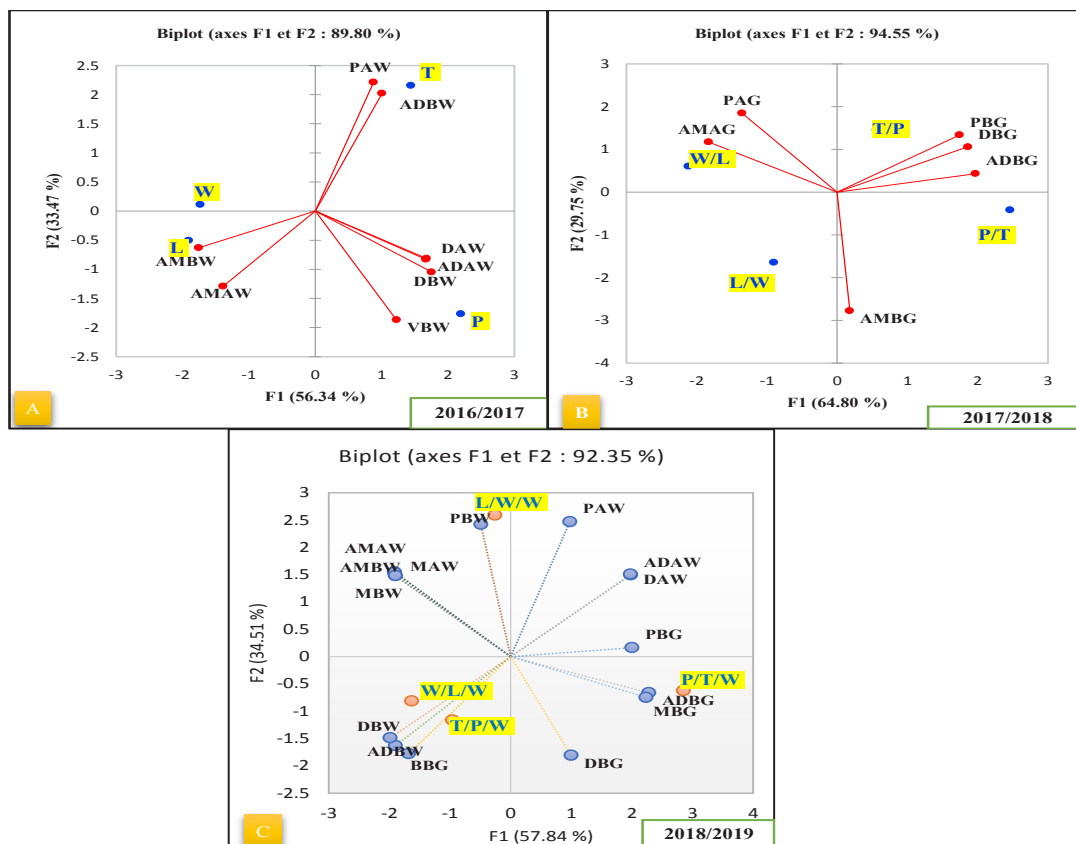 Biplot (axes F1 et F2 : 89.80 %)
PAW
T
ADBW
W
L
AMBW
AMAW
DAW
ADAW
DBW
VBW
P
2.5
2
1.5
1
0.5
0
-0.5
-1
-1.5
-2
-2.5
F2 (33.47 %)
-3 -2 -1 0 1 2 3
F1 (56.34 %)
A
2016/2017
B
Biplot (axes F1 et F2 : 94.55 %)
PAG
AMAG
W/L
T/P
PBG
DBG
ADBG
P/T
L/W
AMBG
3
2
1
0
-1
-2
-3
-4
F2 (29.75 %)
-3 -2 -1 0 1 2 3
F1 (64.80 %)
B
2017/2018
Biplot (axes F1 et F2 : 92.35 %)
L/W/W
PBW
PAW
AMAW
AMBW
MAW
MBW
ADAW
DAW
PBG
P/T/W
ADBG
MBG
W/L/W
DBW
T/P/W
ADBW
BBG
DBG
3
2.5
2
1.5
1
0.5
0
-0.5
-1
-1.5
-2
-2.5
F2 (34.51 %)
-3 -2 -1 0 1 2 3 4
F1 (57.84 %)
C
2018/2019